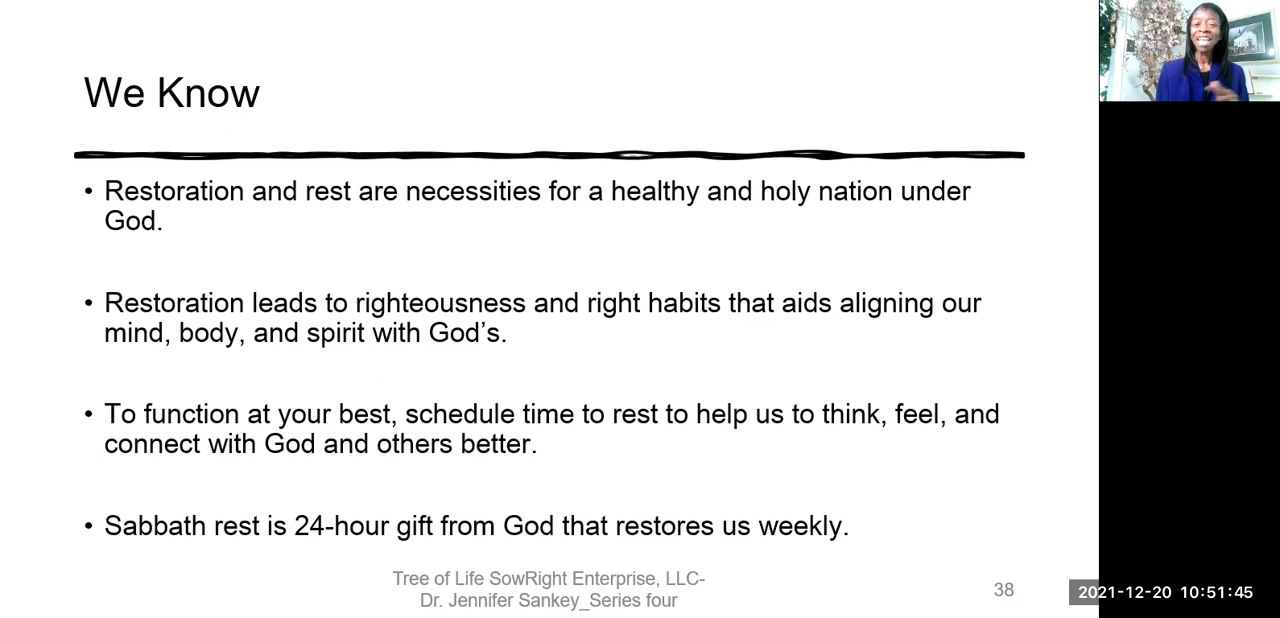 We Know
• Restoration and rest are necessities for a healthy and holy nation under
God.
• Restoration leads to righteousness and right habits that aids aligning our
mind, body, and spirit with God’s.
• To function at your best, schedule time to rest to help us to think, feel, and
connect with God and others better.
• Sabbath rest is 24-hour gift from God that restores us weekly.
Tree of Life SowRight Enterprise, LLC-
Dr. Jennifer Sankey_Series four
38
2021-12-20 10:51:45